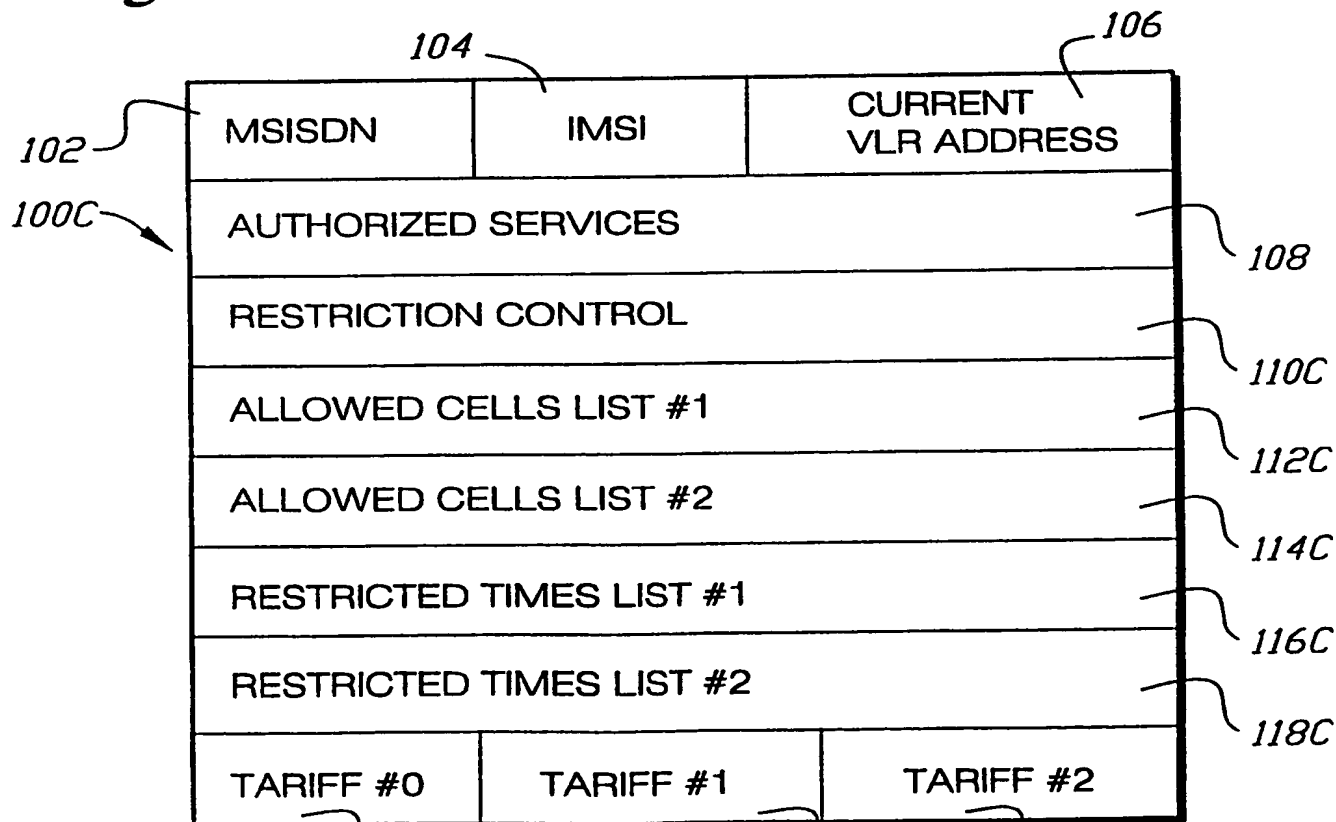 104
106
MSISDN
IMSI
CURRENT
VLR ADDRESS
102
100C
AUTHORIZED SERVICES
108
RESTRICTION CONTROL
110C
ALLOWED CELLS LIST #1
112C
ALLOWED CELLS LIST #2
114C
RESTRICTED TIMES LIST #1
116C
RESTRICTED TIMES LIST #2
118C
TARIFF #0
TARIFF #1
TARIFF #2